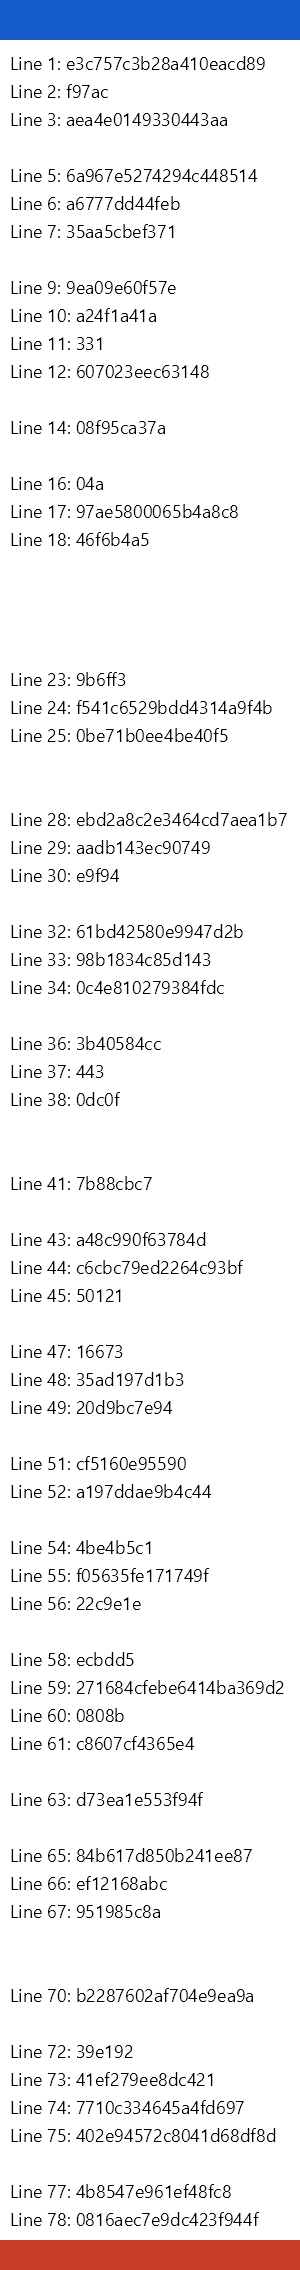 Line 1: e3c757c3b28a410eacd89
Line 2: f97ac
Line 3: aea4e0149330443aa
Line 5: 6a967e5274294c448514
Line 6: a6777dd44feb
Line 7: 35aa5cbef371
Line 9: 9ea09e60f57e
Line 10: a24f1a41a
Line 11: 331
Line 12: 607023eec63148
Line 14: 08f95ca37a
Line 16: 04a
Line 17: 97ae5800065b4a8c8
Line 18: 46f6b4a5
Line 23: 9b6ff3
Line 24: f541c6529bdd4314a9f4b
Line 25: 0be71b0ee4be40f5
Line 28: ebd2a8c2e3464cd7aea1b7
Line 29: aadb143ec90749
Line 30: e9f94
Line 32: 61bd42580e9947d2b
Line 33: 98b1834c85d143
Line 34: 0c4e810279384fdc
Line 36: 3b40584cc
Line 37: 443
Line 38: 0dc0f
Line 41: 7b88cbc7
Line 43: a48c990f63784d
Line 44: c6cbc79ed2264c93bf
Line 45: 50121
Line 47: 16673
Line 48: 35ad197d1b3
Line 49: 20d9bc7e94
Line 51: cf5160e95590
Line 52: a197ddae9b4c44
Line 54: 4be4b5c1
Line 55: f05635fe171749f
Line 56: 22c9e1e
Line 58: ecbdd5
Line 59: 271684cfebe6414ba369d2
Line 60: 0808b
Line 61: c8607cf4365e4
Line 63: d73ea1e553f94f
Line 65: 84b617d850b241ee87
Line 66: ef12168abc
Line 67: 951985c8a
Line 70: b2287602af704e9ea9a
Line 72: 39e192
Line 73: 41ef279ee8dc421
Line 74: 7710c334645a4fd697
Line 75: 402e94572c8041d68df8d
Line 77: 4b8547e961ef48fc8
Line 78: 0816aec7e9dc423f944f